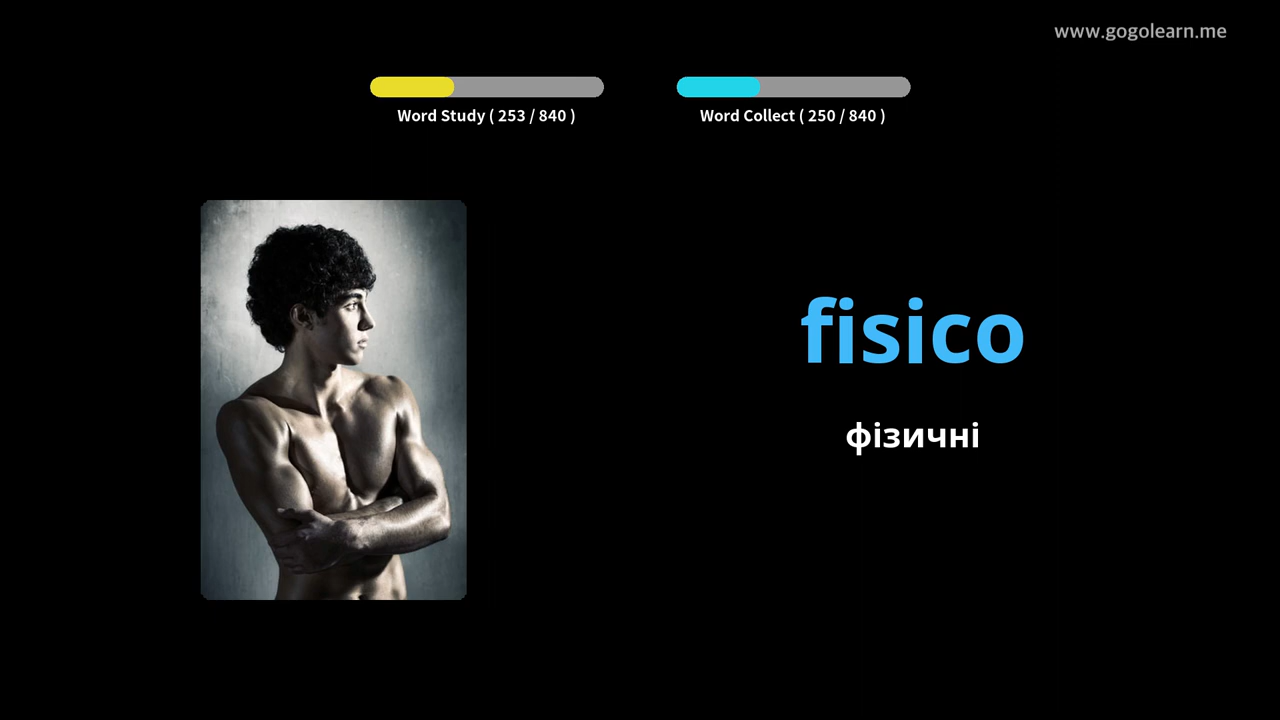 www.gogolearn.me
Word Study ( 253 / 840 )
Word Collect ( 250 / 840 )
fisico
фізичні